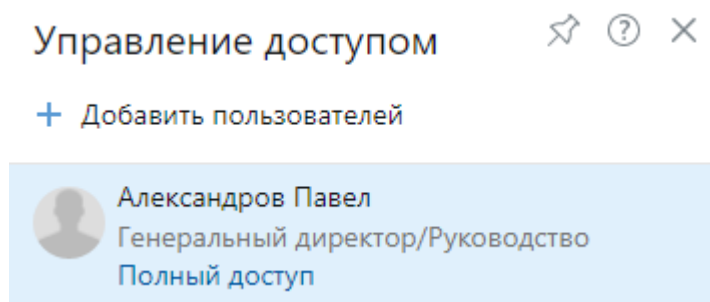 Управление доступом
+ Добавить пользователей
Александров Павел
Генеральный директор/Руководство
Полный доступ